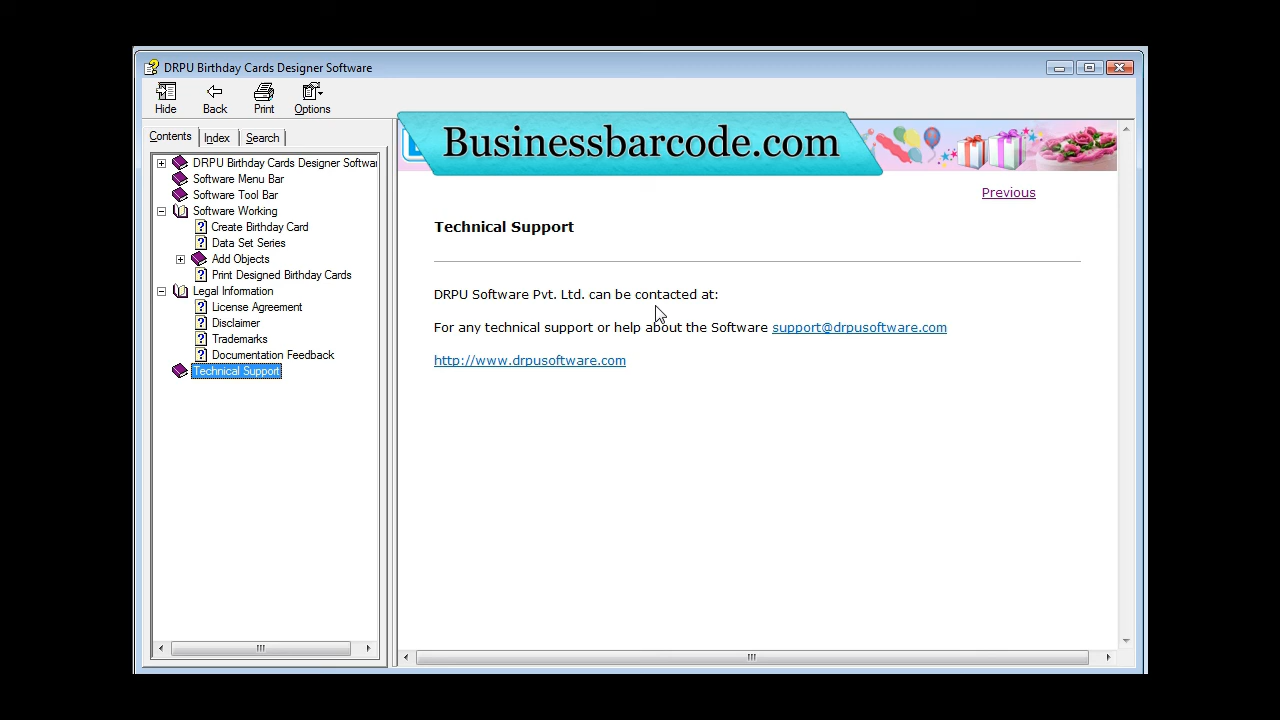 DRPU Birthday Cards Designer Software
Hide
Back
Print
Options
Contents
Index
Search
DRPU Birthday Cards Designer Softwar
Software Menu Bar
Software Tool Bar
Software Working
Create Birthday Card
Data Set Series
Add Objects
Print Designed Birthday Cards
Legal Information
License Agreement
Disclaimer
Trademarks
Documentation Feedback
Technical Support
Businessbarcode.com
Previous
Technical Support
DRPU Software Pvt. Ltd. can be contacted at:
For any technical support or help about the Software support@drpusoftware.com
http://www.drpusoftware.com